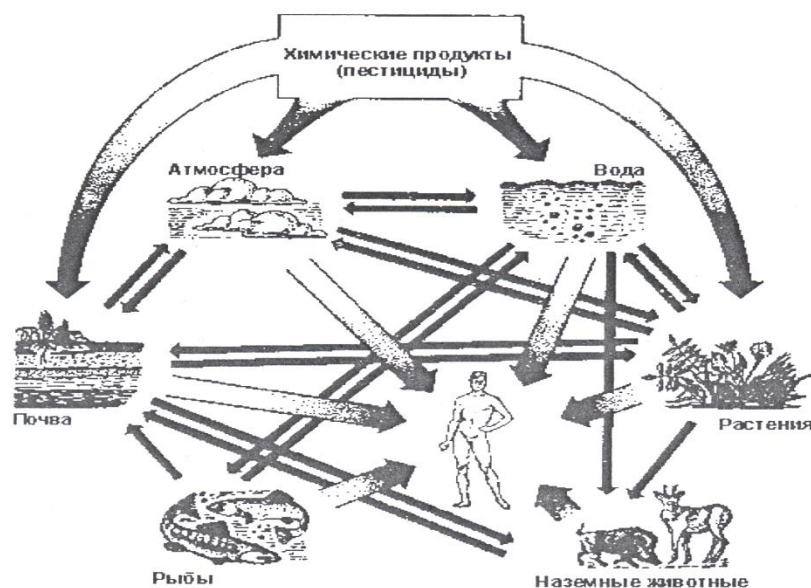 Химические продукты
(пестициды)
Атмосфера
Вода
Почва
Растения
Рыбы
Наземные животные